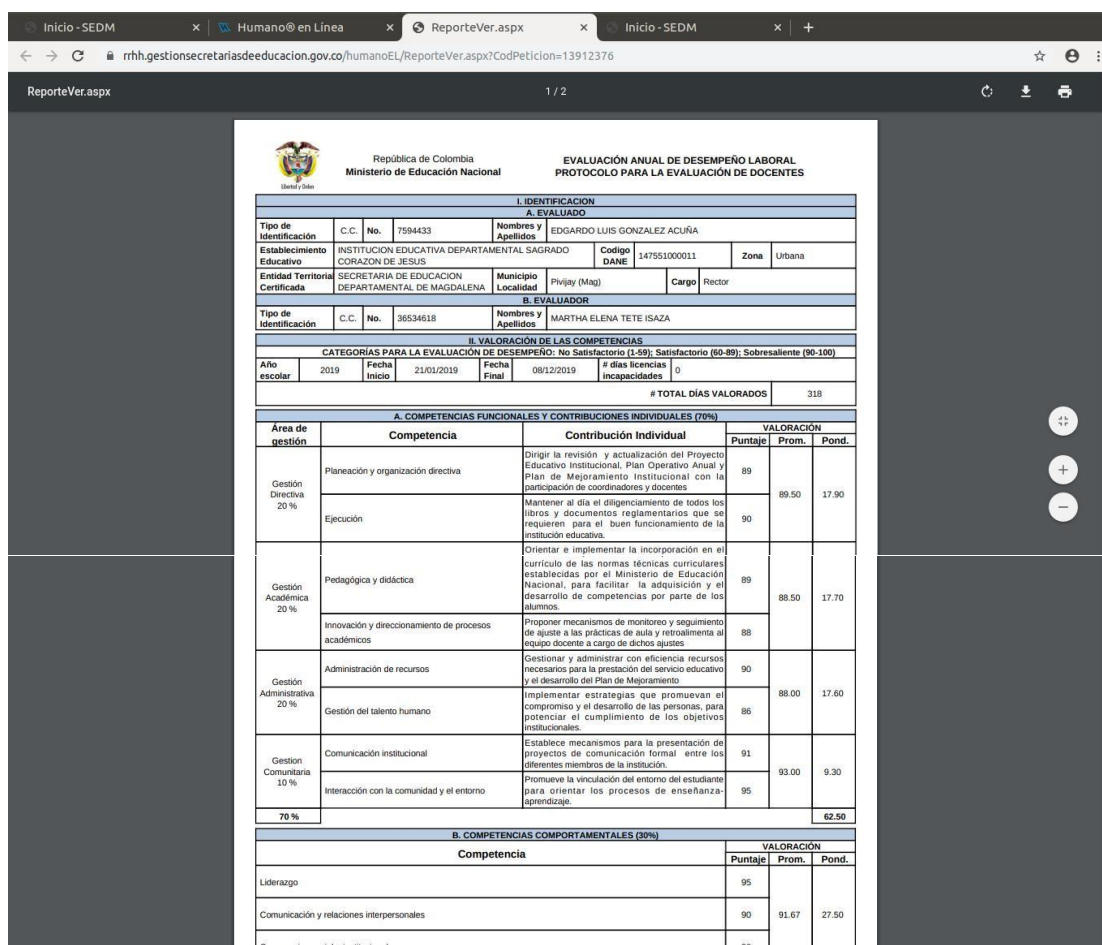 Inicio - SEDM
Humano® en Línea
ReporteVer.aspx
Inicio - SEDM
rrhh.gestionsecretariasdeeducacion.gov.co/humanoEL/ReporteVer.aspx?CodPeticion=13912376
ReporteVer.aspx 1 / 2
República de Colombia
Ministerio de Educación Nacional
Libertad y Orden
EVALUACIÓN ANUAL DE DESEMPEÑO LABORAL
PROTOCOLO PARA LA EVALUACIÓN DE DOCENTES
I. IDENTIFICACION
A. EVALUADO
Tipo de Identificación C.C. No. 7594433 Nombres y Apellidos EDGARDO LUIS GONZALEZ ACUÑA
Establecimiento Educativo INSTITUCION EDUCATIVA DEPARTAMENTAL SAGRADO CORAZON DE JESUS Codigo DANE 147551000011 Zona Urbana
Entidad Territorial Certificada SECRETARIA DE EDUCACION DEPARTAMENTAL DE MAGDALENA Municipio Localidad Pivijay (Mag) Cargo Rector
B. EVALUADOR
Tipo de Identificación C.C. No. 36534618 Nombres y Apellidos MARTHA ELENA TETE ISAZA
II. VALORACIÓN DE LAS COMPETENCIAS
CATEGORÍAS PARA LA EVALUACIÓN DE DESEMPEÑO: No Satisfactorio (1-59); Satisfactorio (60-89); Sobresaliente (90-100)
Año escolar 2019 Fecha Inicio 21/01/2019 Fecha Final 08/12/2019 # días licencias incapacidades 0
# TOTAL DÍAS VALORADOS 318
A. COMPETENCIAS FUNCIONALES Y CONTRIBUCIONES INDIVIDUALES (70%)
Área de gestión Competencia Contribución Individual VALORACIÓN
Puntaje Prom. Pond.
Gestión Directiva 20 %
Planeación y organización directiva
Dirigir la revisión y actualización del Proyecto
Educativo Institucional, Plan Operativo Anual y
Plan de Mejoramiento Institucional con la
participación de coordinadores y docentes
89
89.50 17.90
Ejecución
Mantener al día el diligenciamiento de todos los
libros y documentos reglamentarios que se
requieren para el buen funcionamiento de la
institución educativa.
90
Gestión Académica 20 %
Pedagógica y didáctica
Orientar e implementar la incorporación en el
currículo de las normas técnicas curriculares
establecidas por el Ministerio de Educación
Nacional, para facilitar la adquisición y el
desarrollo de competencias por parte de los
alumnos.
89
88.50 17.70
Innovación y direccionamiento de procesos
académicos
Proponer mecanismos de monitoreo y seguimiento
de ajuste a las prácticas de aula y retroalimenta al
equipo docente a cargo de dichos ajustes
88
Gestión Administrativa 20 %
Administración de recursos
Gestionar y administrar con eficiencia recursos
necesarios para la prestación del servicio educativo
y el desarrollo del Plan de Mejoramiento
90
88.00 17.60
Gestión del talento humano
Implementar estrategias que promuevan el
compromiso y el desarrollo de las personas, para
potenciar el cumplimiento de los objetivos
institucionales.
86
Gestion Comunitaria 10 %
Comunicación institucional
Establece mecanismos para la presentación de
proyectos de comunicación formal entre los
diferentes miembros de la institución.
91
93.00 9.30
Interacción con la comunidad y el entorno
Promueve la vinculación del entorno del estudiante
para orientar los procesos de enseñanza-
aprendizaje.
95
70 % 62.50
B. COMPETENCIAS COMPORTAMENTALES (30%)
Competencia VALORACIÓN
Puntaje Prom. Pond.
Liderazgo 95
Comunicación y relaciones interpersonales 90 91.67 27.50